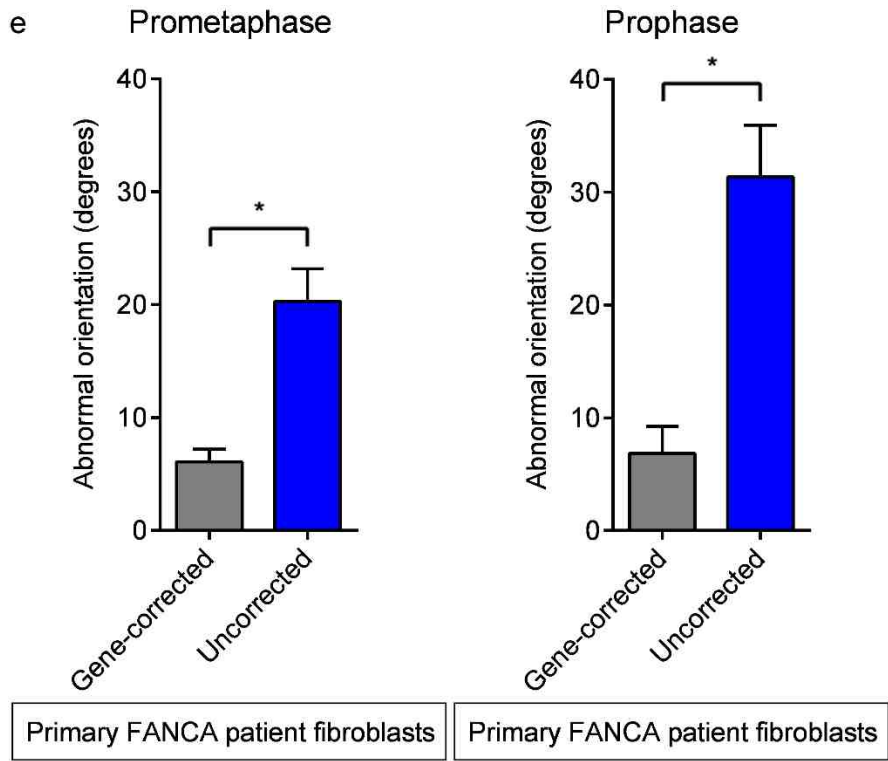 e
Prometaphase
Prophase
Abnormal orientation (degrees)
40
30
20
10
0
*
Gene-corrected
Uncorrected
Primary FANCA patient fibroblasts
Abnormal orientation (degrees)
40
30
20
10
0
*
Gene-corrected
Uncorrected
Primary FANCA patient fibroblasts